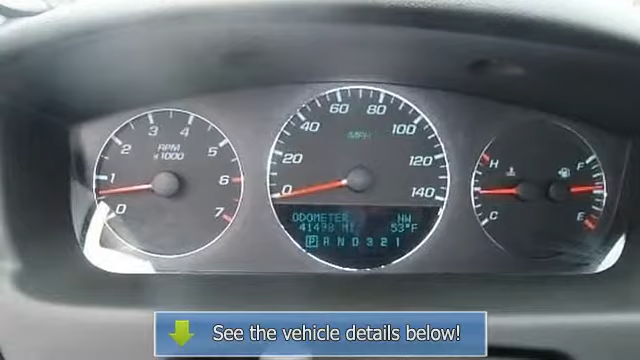 60 80
3 4
40 MPH 100
2 RPM 5
x1000
20 120
H F
1 6
0 140
0 7
ODOMETER NW
41498 MI 53°F
C E
P R N D 3 2 1
See the vehicle details below!